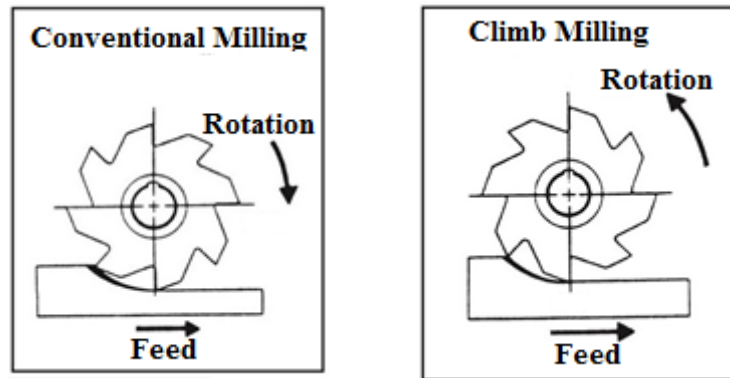 Conventional Milling
Rotation
Feed
Climb Milling
Rotation
Feed